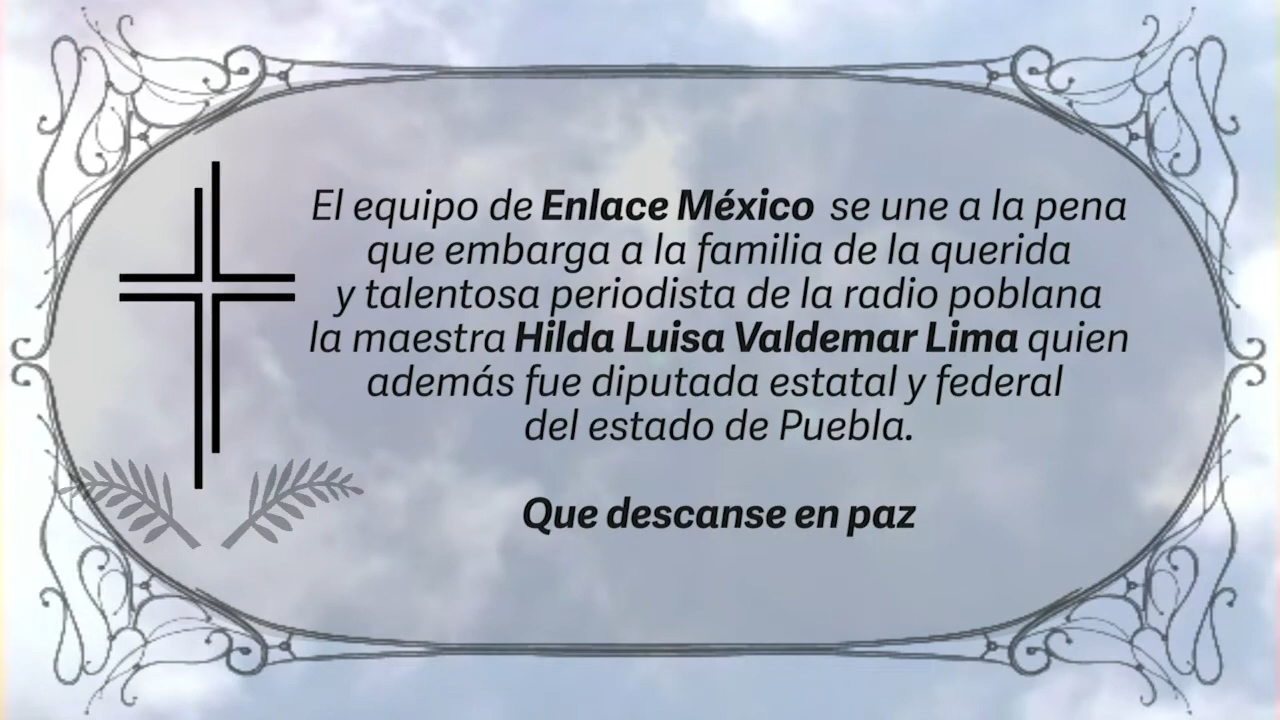 El equipo de Enlace México se une a la pena
que embarga a la familia de la querida
y talentosa periodista de la radio poblana
la maestra Hilda Luisa Valdemar Lima quien
además fue diputada estatal y federal
del estado de Puebla.
Que descanse en paz